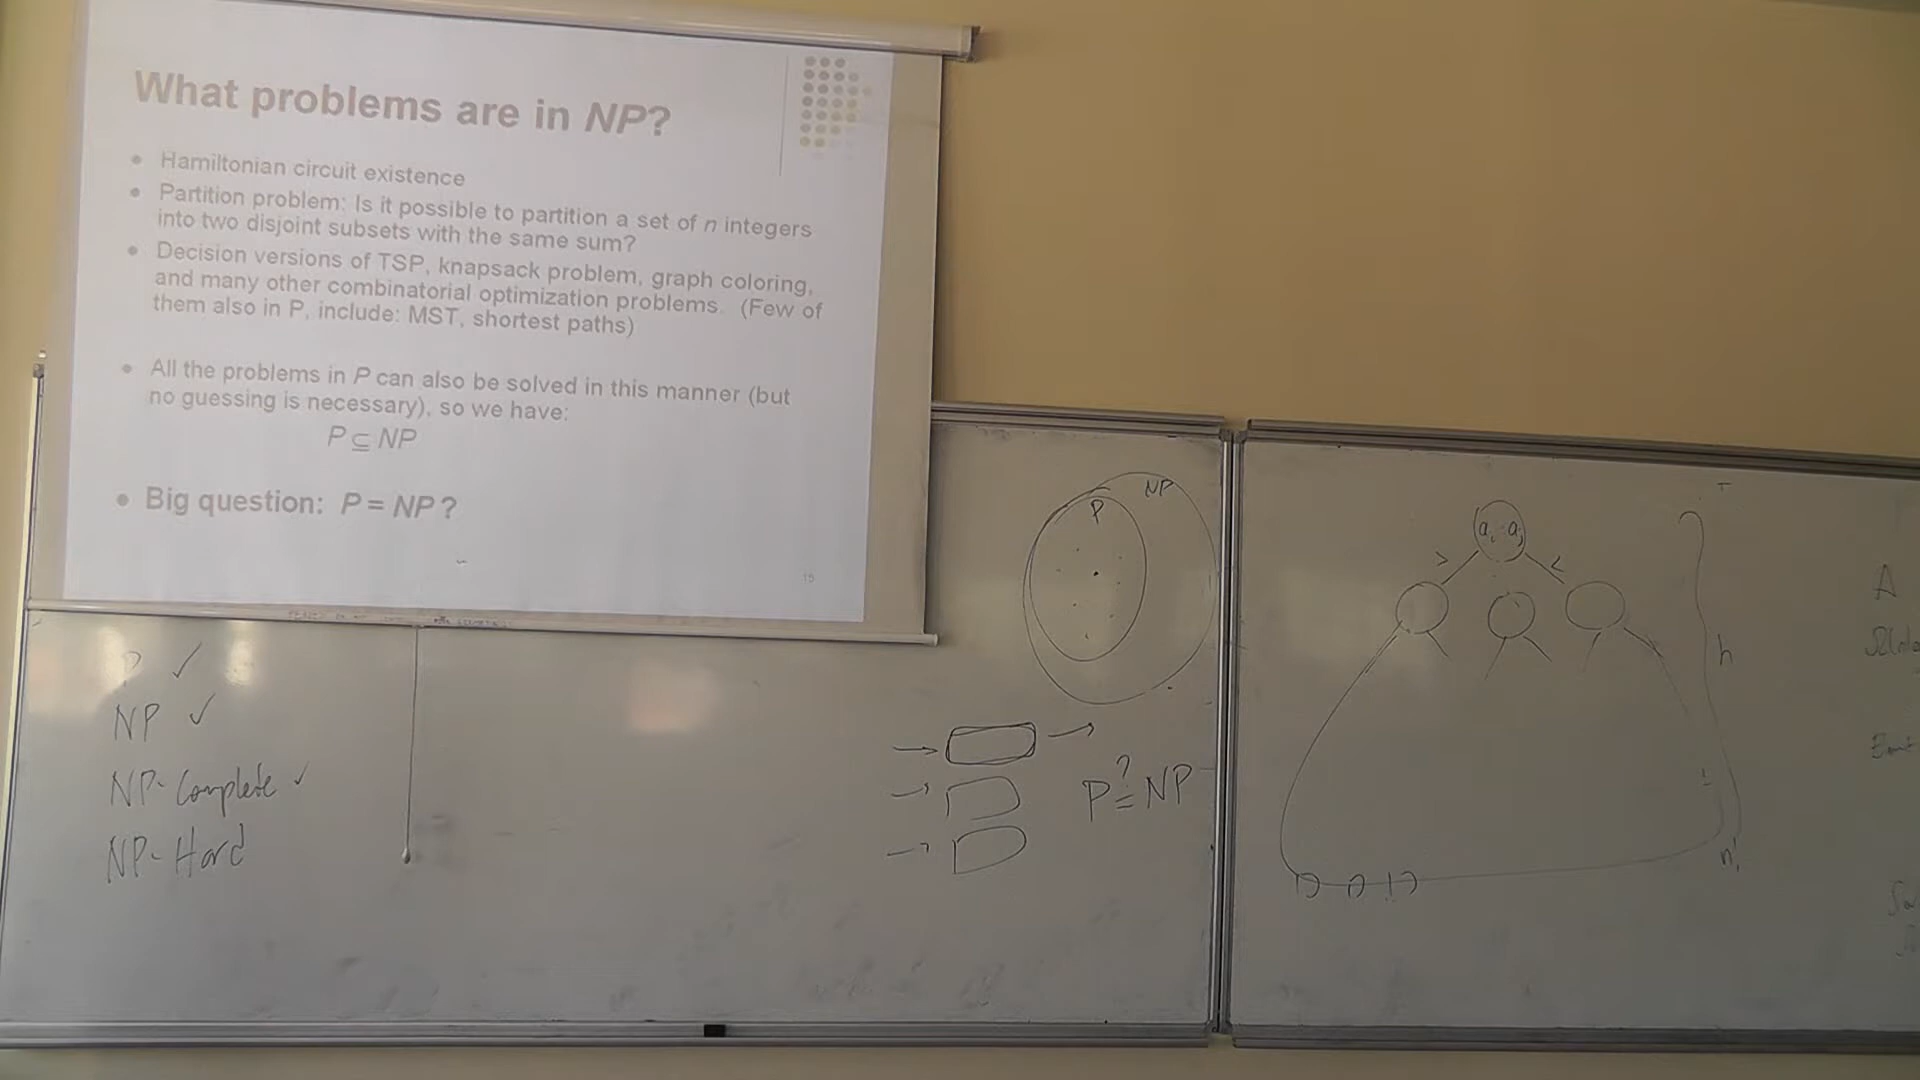 What problems are in NP?
• Hamiltonian circuit existence
• Partition problem: Is it possible to partition a set of n integers
into two disjoint subsets with the same sum?
• Decision versions of TSP, knapsack problem, graph coloring,
and many other combinatorial optimization problems. (Few of
them also in P, include: MST, shortest paths)
• All the problems in P can also be solved in this manner (but
no guessing is necessary), so we have:
P ⊆ NP
• Big question: P = NP ?
15
P ✓
NP ✓
NP-Complete ✓
NP-Hard
NP
P
P ?= NP
ai : aj
> <
h
n!
A